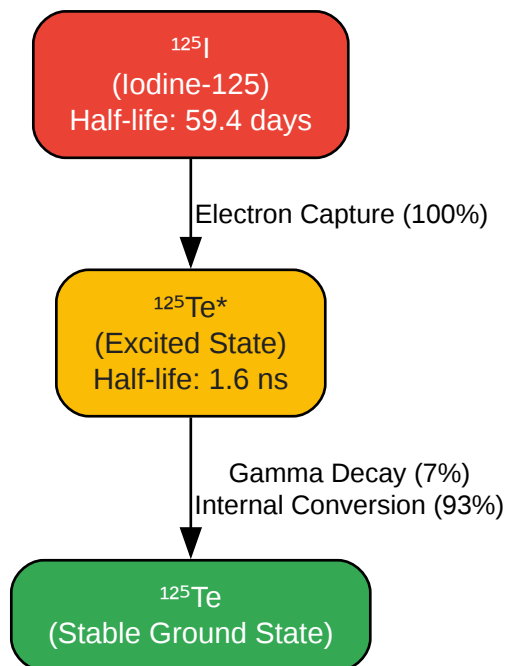 ¹²⁵I
(Iodine-125)
Half-life: 59.4 days
Electron Capture (100%)
¹²⁵Te*
(Excited State)
Half-life: 1.6 ns
Gamma Decay (7%)
Internal Conversion (93%)
¹²⁵Te
(Stable Ground State)